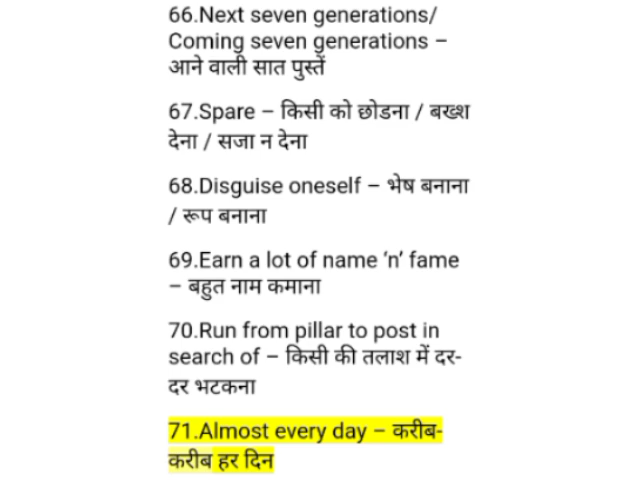 66.Next seven generations/
Coming seven generations –
आने वाली सात पुस्तें
67.Spare – किसी को छोडना / बख्श
देना / सजा न देना
68.Disguise oneself – भेष बनाना
/ रूप बनाना
69.Earn a lot of name ‘n’ fame
– बहुत नाम कमाना
70.Run from pillar to post in
search of – किसी की तलाश में दर-
दर भटकना
71.Almost every day – करीब-
करीब हर दिन